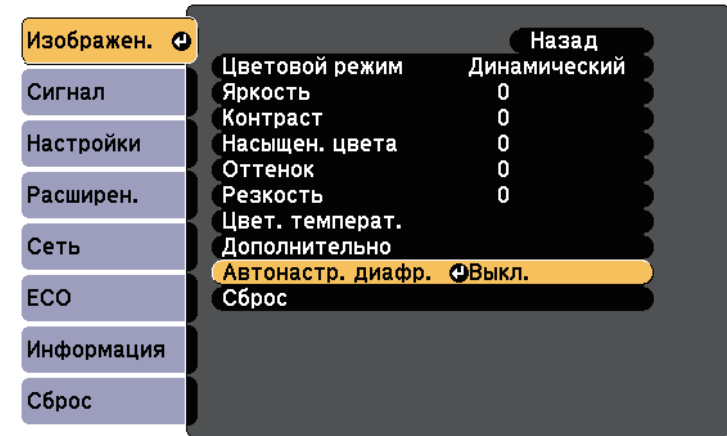 Изображен.
Сигнал
Настройки
Расширен.
Сеть
ECO
Информация
Сброс
Назад
Цветовой режим Динамический
Яркость 0
Контраст 0
Насыщен. цвета 0
Оттенок 0
Резкость 0
Цвет. температ.
Дополнительно
Автонастр. диафр. Выкл.
Сброс